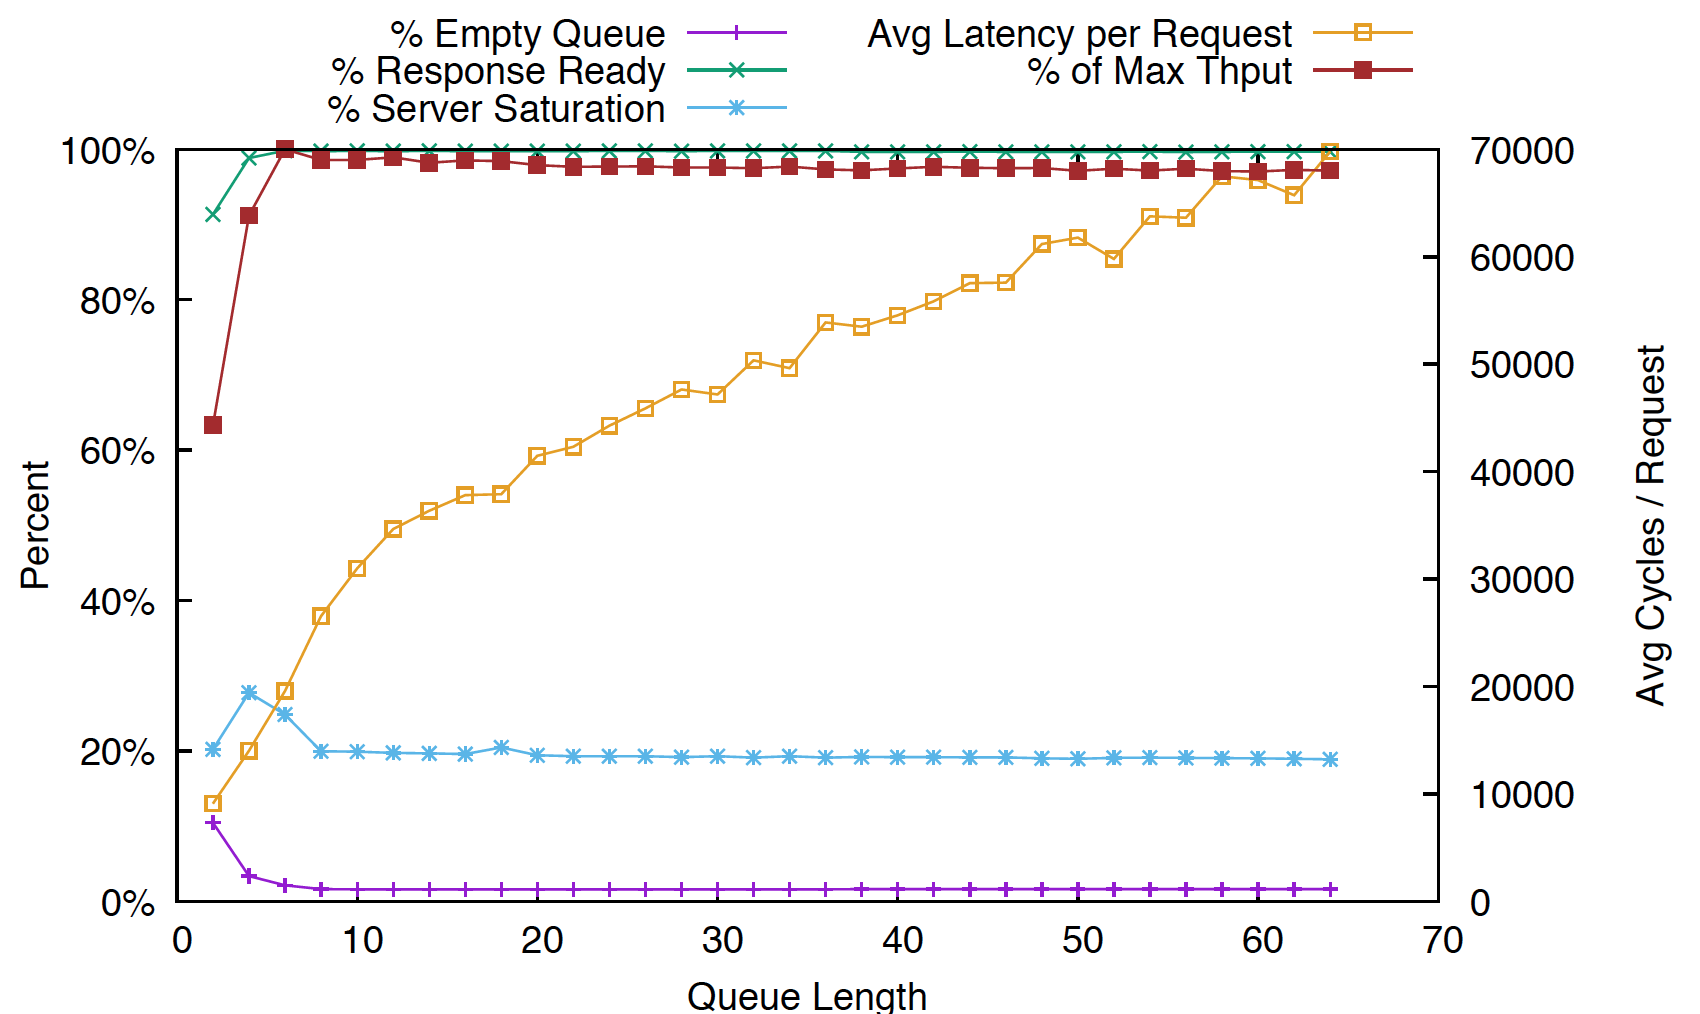 % Empty Queue
% Response Ready
% Server Saturation
Avg Latency per Request
% of Max Thput
100%
80%
60%
40%
20%
0%
Percent
70000
60000
50000
40000
30000
20000
10000
0
Avg Cycles / Request
0 10 20 30 40 50 60 70
Queue Length